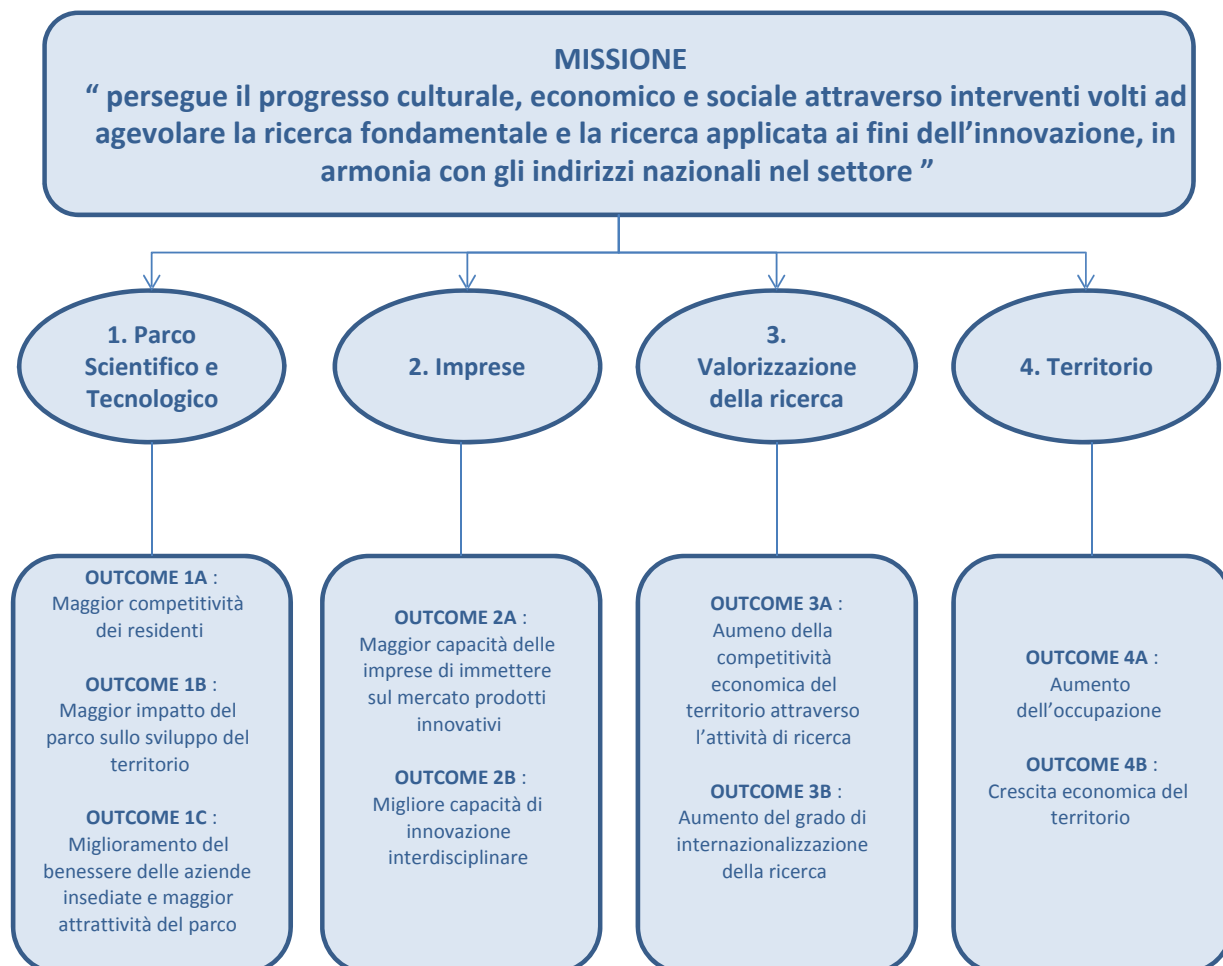 MISSIONE
“ persegue il progresso culturale, economico e sociale attraverso interventi volti ad
agevolare la ricerca fondamentale e la ricerca applicata ai fini dell’innovazione, in
armonia con gli indirizzi nazionali nel settore ”
1. Parco
Scientifico e
Tecnologico
2. Imprese
3.
Valorizzazione
della ricerca
4. Territorio
OUTCOME 1A :
Maggior competitività
dei residenti
OUTCOME 1B :
Maggior impatto del
parco sullo sviluppo del
territorio
OUTCOME 1C :
Miglioramento del
benessere delle aziende
insediate e maggior
attrattività del parco
OUTCOME 2A :
Maggior capacità delle
imprese di immettere
sul mercato prodotti
innovativi
OUTCOME 2B :
Migliore capacità di
innovazione
interdisciplinare
OUTCOME 3A :
Aumeno della
competitività
economica del
territorio attraverso
l’attività di ricerca
OUTCOME 3B :
Aumento del grado di
internazionalizzazione
della ricerca
OUTCOME 4A :
Aumento
dell’occupazione
OUTCOME 4B :
Crescita economica del
territorio